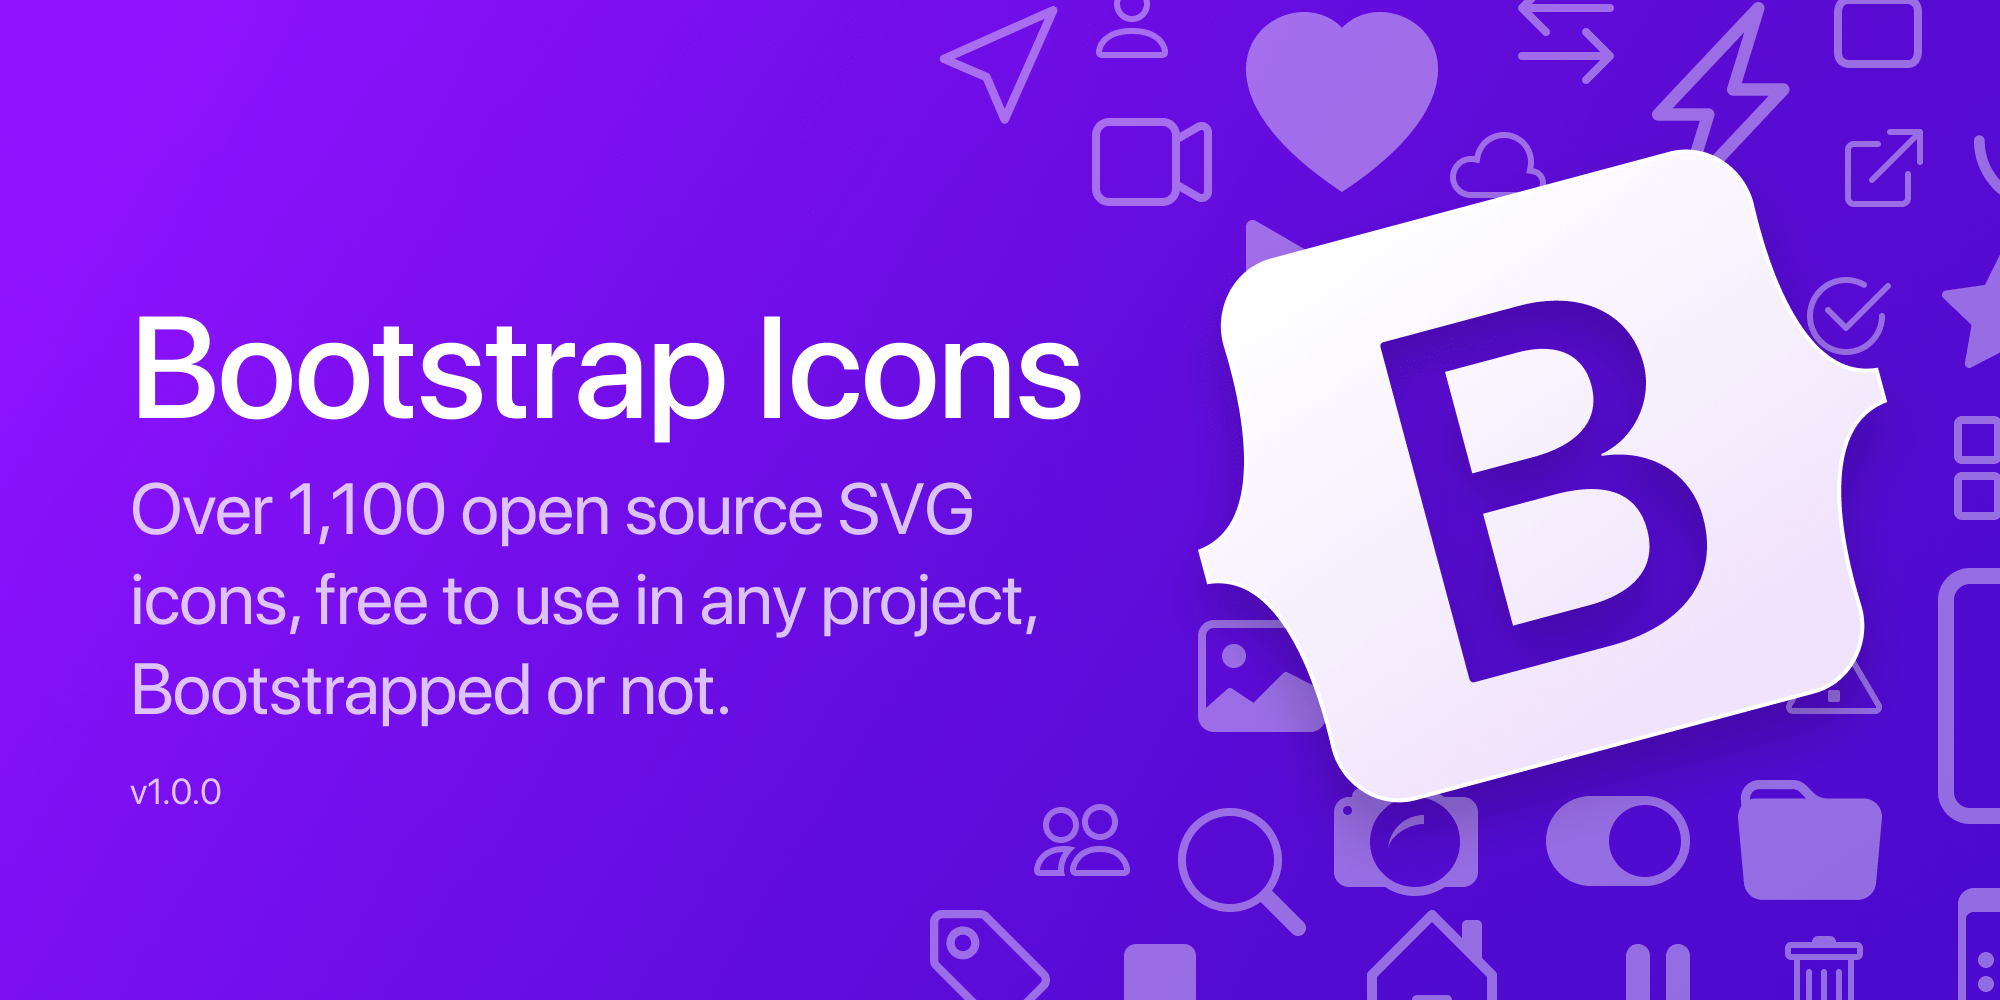 Bootstrap Icons
Over 1,100 open source SVG
icons, free to use in any project,
Bootstrapped or not.
v1.0.0
B